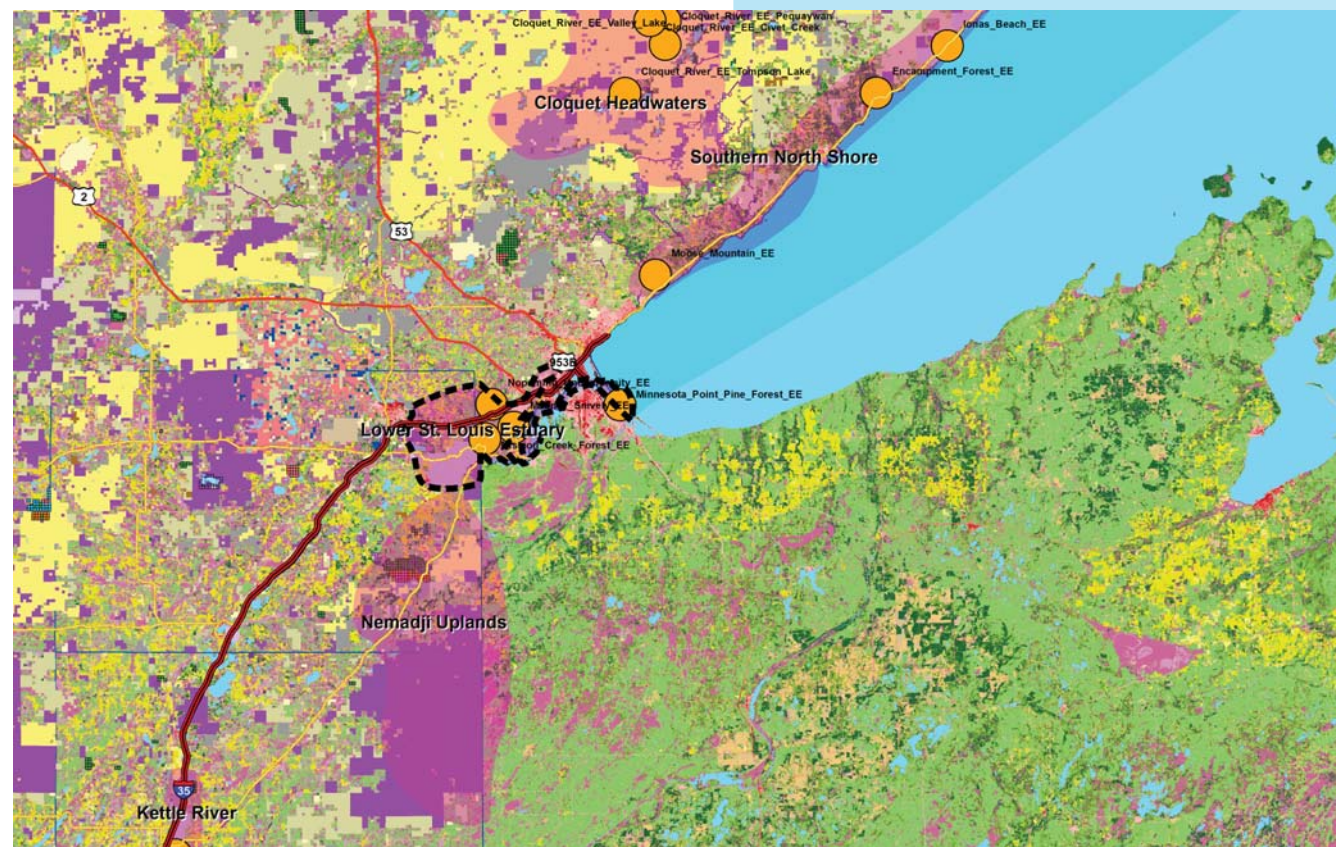 Cloquet_River_EE_Pequaywan
Cloquet_River_EE_Valley_Lake
Cloquet_River_EE_Civet_Creek
Ionas_Beach_EE
Cloquet_River_EE_Tompson_Lake
Encampment_Forest_EE
Cloquet Headwaters
Southern North Shore
2
53
Moose_Mountain_EE
953B
Minnesota_Point_Pine_Forest_EE
Lower St. Louis Estuary
Creek_Forest_EE
Nemadji Uplands
35
Kettle River